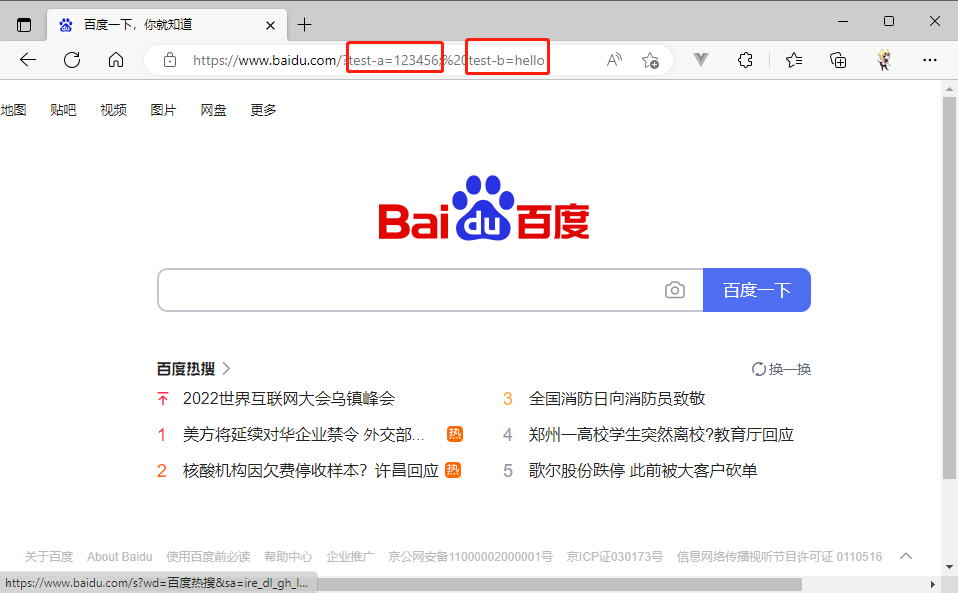 百度一下，你就知道
https://www.baidu.com/?test-a=123456;%20test-b=hello
地图 贴吧 视频 图片 网盘 更多
Bai du 百度
百度一下
百度热搜
换一换
2022世界互联网大会乌镇峰会
3 全国消防日向消防员致敬
1 美方将延续对华企业禁令 外交部... 热
4 郑州一高校学生突然离校?教育厅回应
2 核酸机构因欠费停收样本？许昌回应 热
5 歌尔股份跌停 此前被大客户砍单
关于百度 About Baidu 使用百度前必读 帮助中心 企业推广 京公网安备11000002000001号 京ICP证030173号 信息网络传播视听节目许可证 0110516
https://www.baidu.com/s?wd=百度热搜&sa=ire_dl_gh_l...